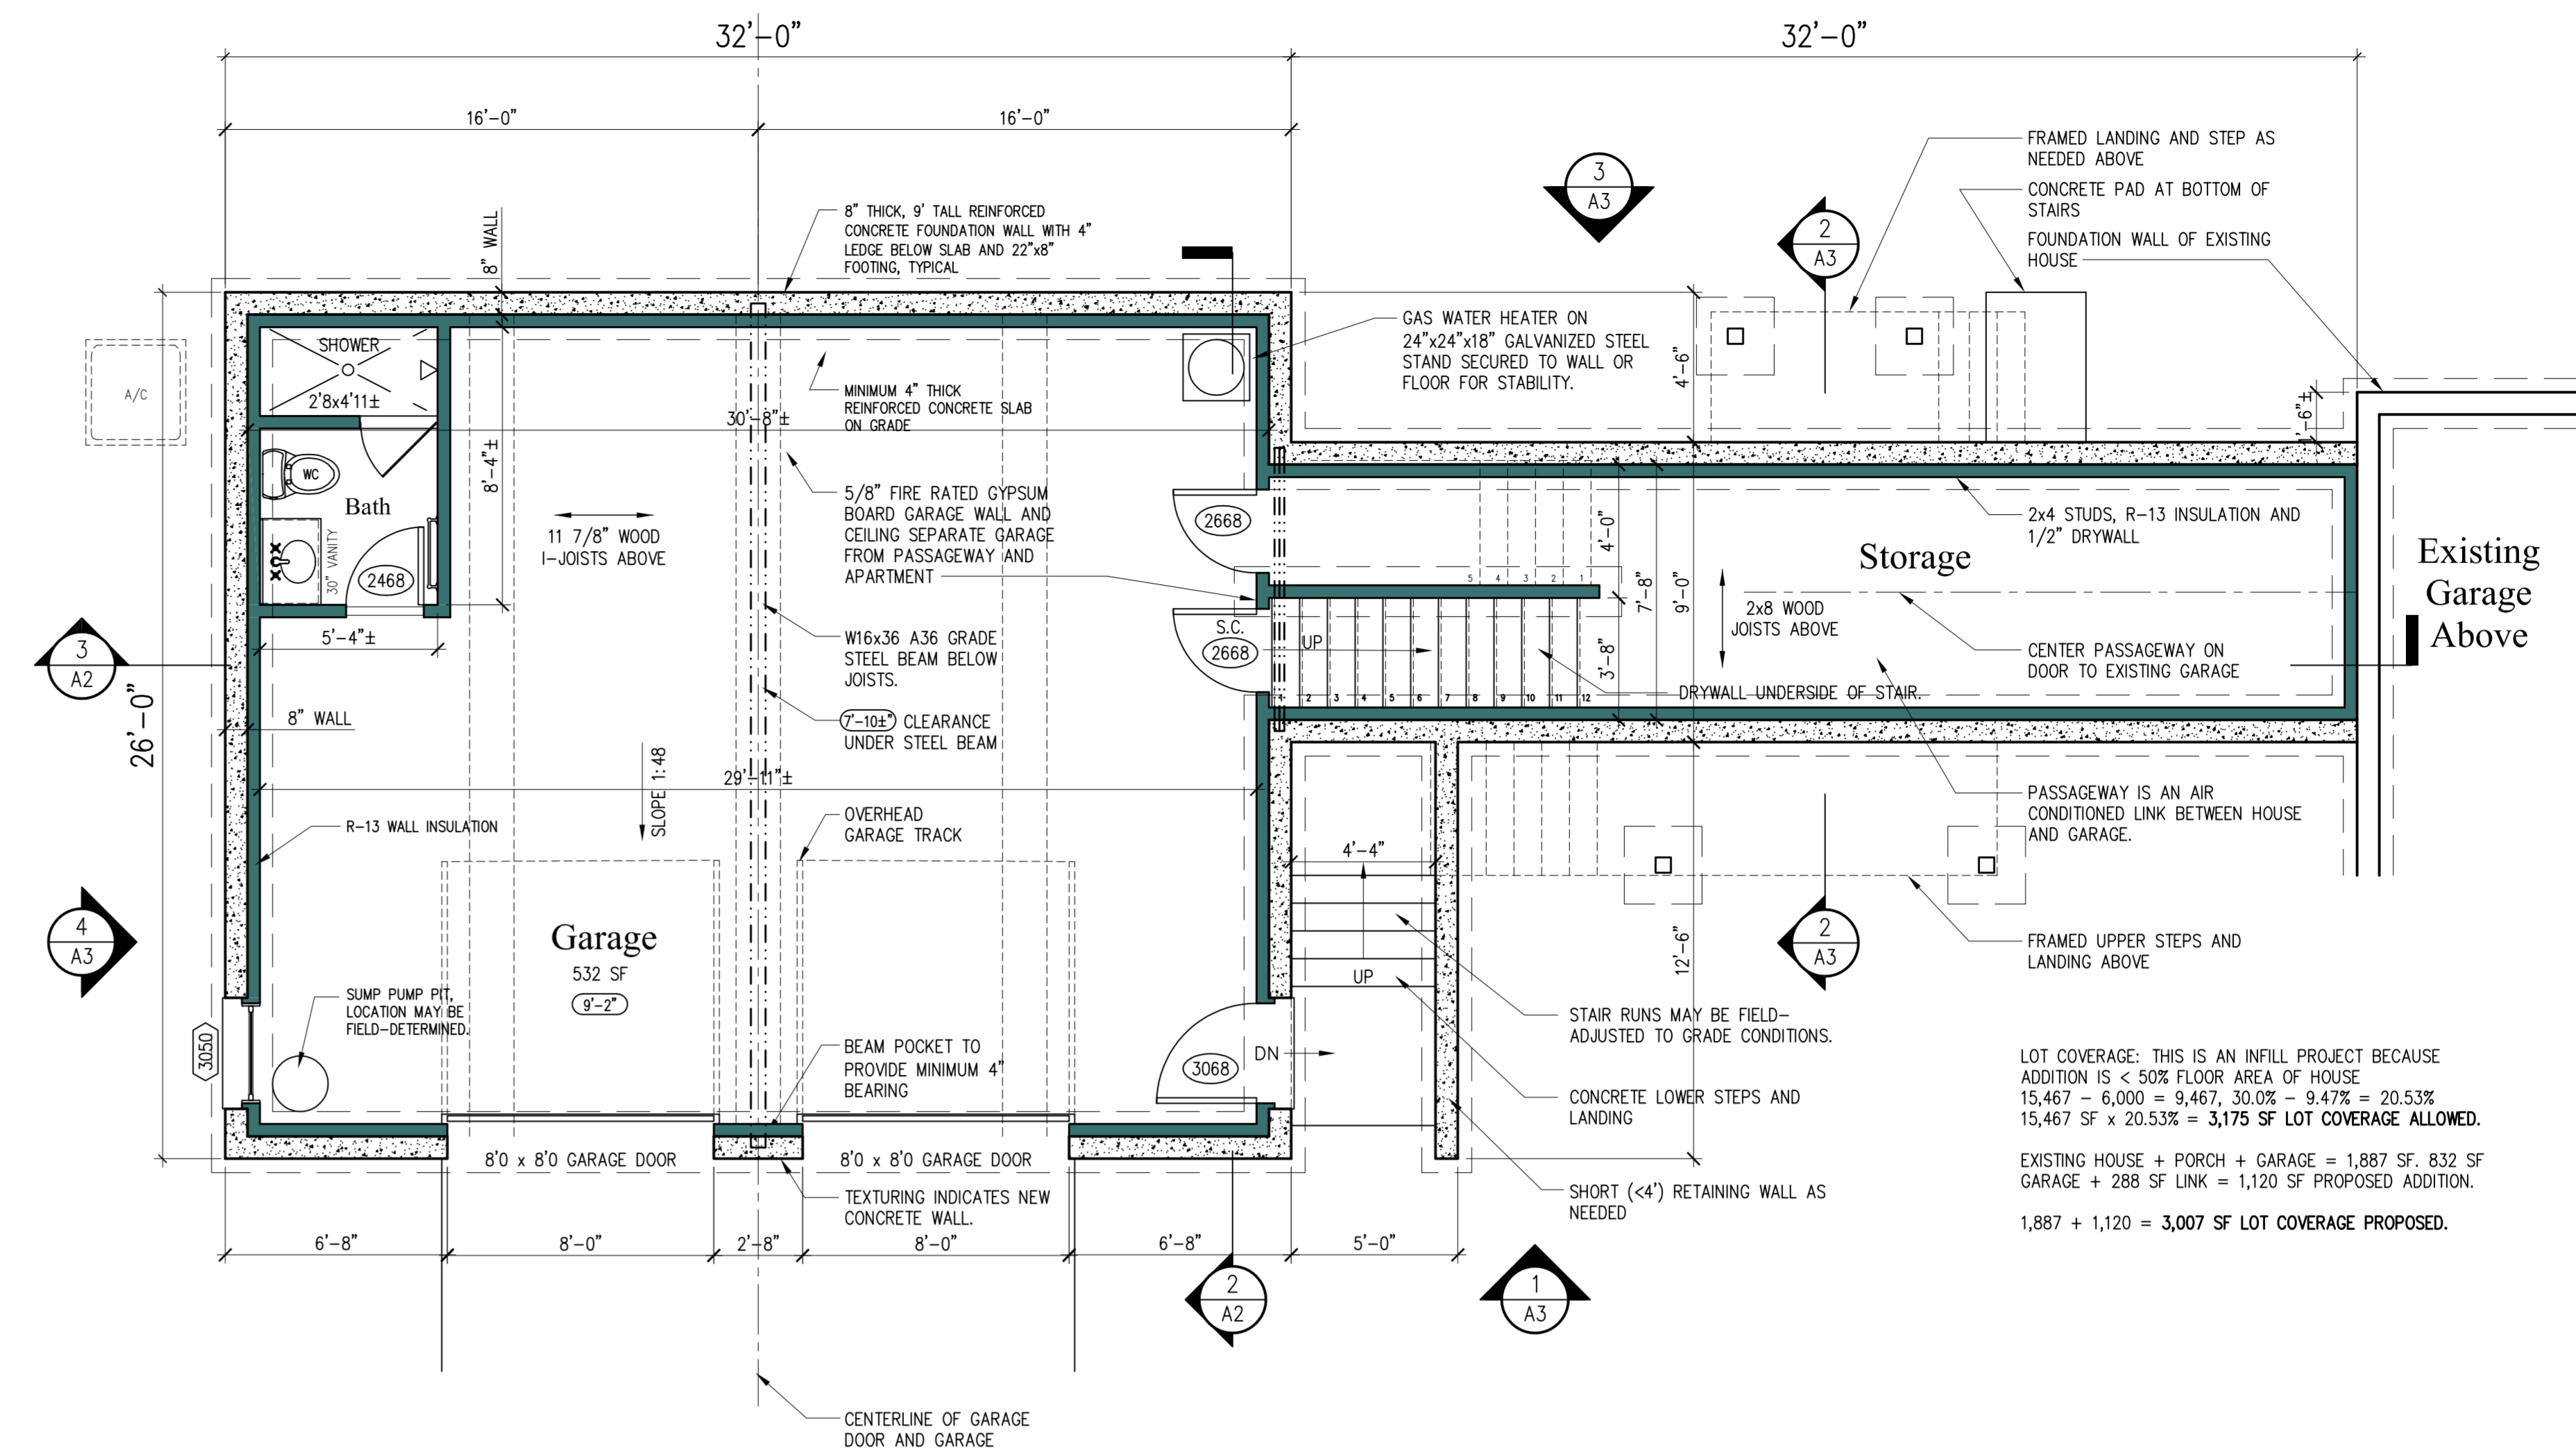 32'-0"
32'-0"
16'-0"
16'-0"
8" WALL
8" THICK, 9' TALL REINFORCED
CONCRETE FOUNDATION WALL WITH 4"
LEDGE BELOW SLAB AND 22"x8"
FOOTING, TYPICAL
3
A3
2
A3
FRAMED LANDING AND STEP AS
NEEDED ABOVE
CONCRETE PAD AT BOTTOM OF
STAIRS
FOUNDATION WALL OF EXISTING
HOUSE
A/C
SHOWER
2'8x4'11±
MINIMUM 4" THICK
REINFORCED CONCRETE SLAB
ON GRADE
30'-8"±
GAS WATER HEATER ON
24"x24"x18" GALVANIZED STEEL
STAND SECURED TO WALL OR
FLOOR FOR STABILITY.
4'-6"
1'-6"±
WC
Bath
30" VANITY
2468
8'-4"±
5'-4"±
11 7/8" WOOD
I-JOISTS ABOVE
5/8" FIRE RATED GYPSUM
BOARD GARAGE WALL AND
CEILING SEPARATE GARAGE
FROM PASSAGEWAY AND
APARTMENT
2668
S.C.
2668
UP
5 4 3 2 1
1 2 3 4 5 6 7 8 9 10 11 12
4'-0"
3'-8"
7'-8"
9'-0"
2x4 STUDS, R-13 INSULATION AND
1/2" DRYWALL
Storage
2x8 WOOD
JOISTS ABOVE
Existing
Garage
Above
CENTER PASSAGEWAY ON
DOOR TO EXISTING GARAGE
DRYWALL UNDERSIDE OF STAIR.
3
A2
26'-0"
8" WALL
W16x36 A36 GRADE
STEEL BEAM BELOW
JOISTS.
7'-10±" CLEARANCE
UNDER STEEL BEAM
SLOPE 1:48
29'-11"±
R-13 WALL INSULATION
OVERHEAD
GARAGE TRACK
PASSAGEWAY IS AN AIR
CONDITIONED LINK BETWEEN HOUSE
AND GARAGE.
4'-4"
UP
4
A3
Garage
532 SF
9'-2"
2
A3
12'-6"
FRAMED UPPER STEPS AND
LANDING ABOVE
SUMP PUMP PIT,
LOCATION MAY BE
FIELD-DETERMINED.
3050
BEAM POCKET TO
PROVIDE MINIMUM 4"
BEARING
3068
DN
STAIR RUNS MAY BE FIELD-
ADJUSTED TO GRADE CONDITIONS.
CONCRETE LOWER STEPS AND
LANDING
LOT COVERAGE: THIS IS AN INFILL PROJECT BECAUSE
ADDITION IS < 50% FLOOR AREA OF HOUSE
15,467 - 6,000 = 9,467, 30.0% - 9.47% = 20.53%
15,467 SF x 20.53% = 3,175 SF LOT COVERAGE ALLOWED.
EXISTING HOUSE + PORCH + GARAGE = 1,887 SF. 832 SF
GARAGE + 288 SF LINK = 1,120 SF PROPOSED ADDITION.
1,887 + 1,120 = 3,007 SF LOT COVERAGE PROPOSED.
8'0 x 8'0 GARAGE DOOR
8'0 x 8'0 GARAGE DOOR
TEXTURING INDICATES NEW
CONCRETE WALL.
SHORT (<4') RETAINING WALL AS
NEEDED
6'-8"
8'-0"
2'-8"
8'-0"
6'-8"
5'-0"
2
A2
1
A3
CENTERLINE OF GARAGE
DOOR AND GARAGE